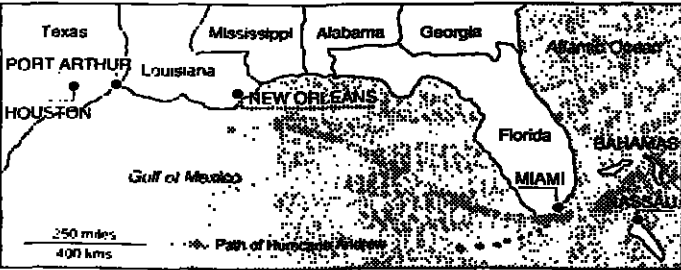 Texas
Mississippi
Alabama
Georgia
Atlantic Ocean
PORT ARTHUR
Louisiana
NEW ORLEANS
HOUSTON
Florida
BAHAMAS
Gulf of Mexico
MIAMI
NASSAU
250 miles
400 kms
Path of Hurricane Andrew